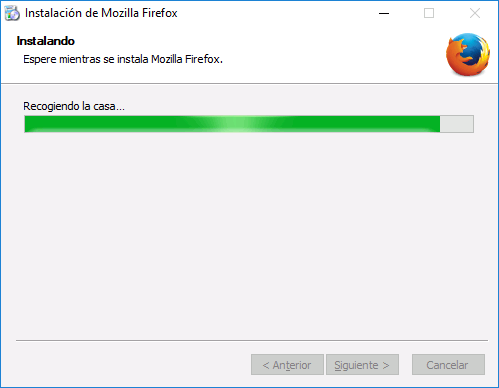 Instalación de Mozilla Firefox
Instalando
Espere mientras se instala Mozilla Firefox.
Recogiendo la casa...
< Anterior
Siguiente >
Cancelar